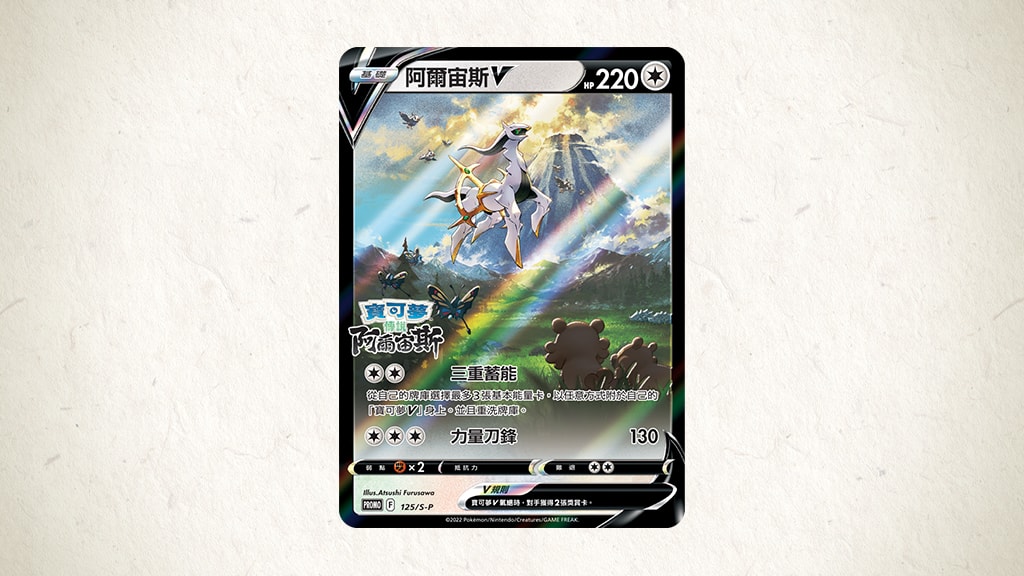 基礎 阿爾宙斯V HP 220
寶可夢
傳說
阿爾宙斯
三重蓄能
從自己的牌庫選擇最多3張基本能量卡，以任意方式附於自己的
「寶可夢V」身上。並且重洗牌庫。
力量刀鋒 130
弱點 ×2 抵抗力 撤退
Illus.Atsushi Furusawa
V規則
PROMO F 125/S-P
寶可夢V氣絕時，對手獲得2張獎賞卡。
©2022 Pokémon/Nintendo/Creatures/GAME FREAK.